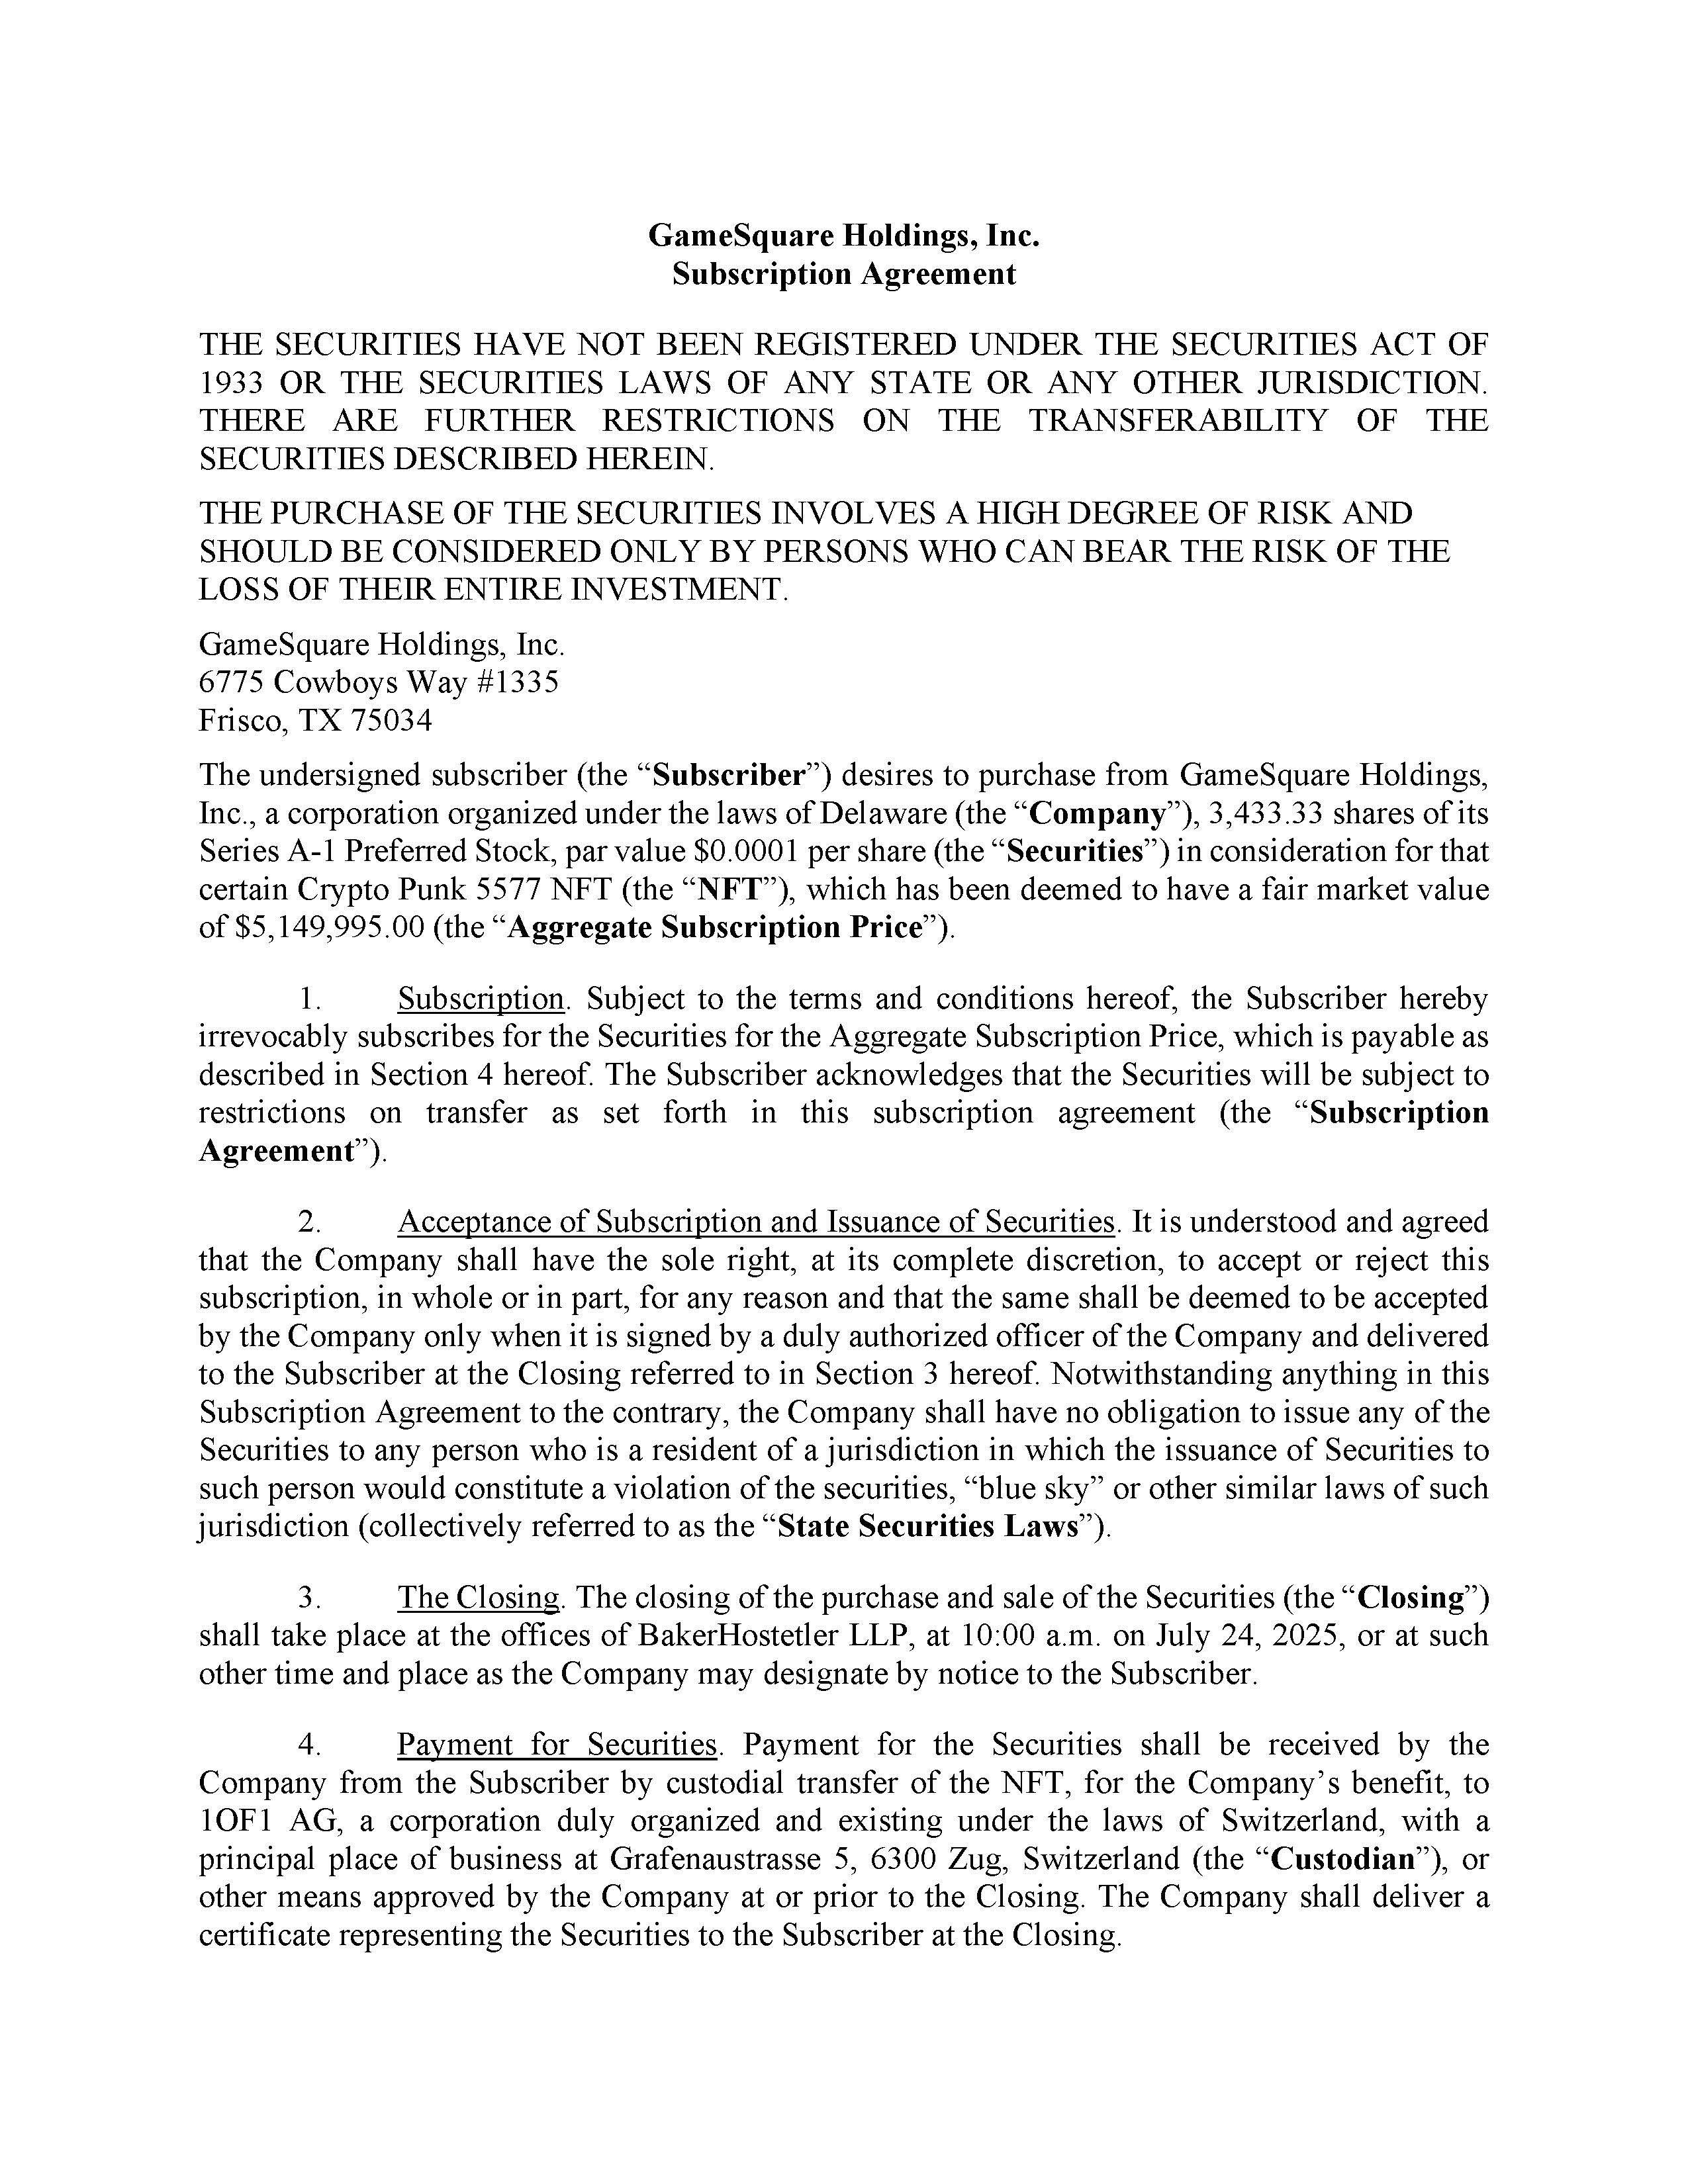 GameSquare Holdings, Inc.
Subscription Agreement
THE SECURITIES HAVE NOT BEEN REGISTERED UNDER THE SECURITIES ACT OF
1933 OR THE SECURITIES LAWS OF ANY STATE OR ANY OTHER JURISDICTION.
THERE ARE FURTHER RESTRICTIONS ON THE TRANSFERABILITY OF THE
SECURITIES DESCRIBED HEREIN.
THE PURCHASE OF THE SECURITIES INVOLVES A HIGH DEGREE OF RISK AND
SHOULD BE CONSIDERED ONLY BY PERSONS WHO CAN BEAR THE RISK OF THE
LOSS OF THEIR ENTIRE INVESTMENT.
GameSquare Holdings, Inc.
6775 Cowboys Way #1335
Frisco, TX 75034
The undersigned subscriber (the “Subscriber”) desires to purchase from GameSquare Holdings,
Inc., a corporation organized under the laws of Delaware (the “Company”), 3,433.33 shares of its
Series A-1 Preferred Stock, par value $0.0001 per share (the “Securities”) in consideration for that
certain Crypto Punk 5577 NFT (the “NFT”), which has been deemed to have a fair market value
of $5,149,995.00 (the “Aggregate Subscription Price”).
1. Subscription. Subject to the terms and conditions hereof, the Subscriber hereby
irrevocably subscribes for the Securities for the Aggregate Subscription Price, which is payable as
described in Section 4 hereof. The Subscriber acknowledges that the Securities will be subject to
restrictions on transfer as set forth in this subscription agreement (the “Subscription
Agreement”).
2. Acceptance of Subscription and Issuance of Securities. It is understood and agreed
that the Company shall have the sole right, at its complete discretion, to accept or reject this
subscription, in whole or in part, for any reason and that the same shall be deemed to be accepted
by the Company only when it is signed by a duly authorized officer of the Company and delivered
to the Subscriber at the Closing referred to in Section 3 hereof. Notwithstanding anything in this
Subscription Agreement to the contrary, the Company shall have no obligation to issue any of the
Securities to any person who is a resident of a jurisdiction in which the issuance of Securities to
such person would constitute a violation of the securities, “blue sky” or other similar laws of such
jurisdiction (collectively referred to as the “State Securities Laws”).
3. The Closing. The closing of the purchase and sale of the Securities (the “Closing”)
shall take place at the offices of BakerHostetler LLP, at 10:00 a.m. on July 24, 2025, or at such
other time and place as the Company may designate by notice to the Subscriber.
4. Payment for Securities. Payment for the Securities shall be received by the
Company from the Subscriber by custodial transfer of the NFT, for the Company’s benefit, to
1OF1 AG, a corporation duly organized and existing under the laws of Switzerland, with a
principal place of business at Grafenaustrasse 5, 6300 Zug, Switzerland (the “Custodian”), or
other means approved by the Company at or prior to the Closing. The Company shall deliver a
certificate representing the Securities to the Subscriber at the Closing.